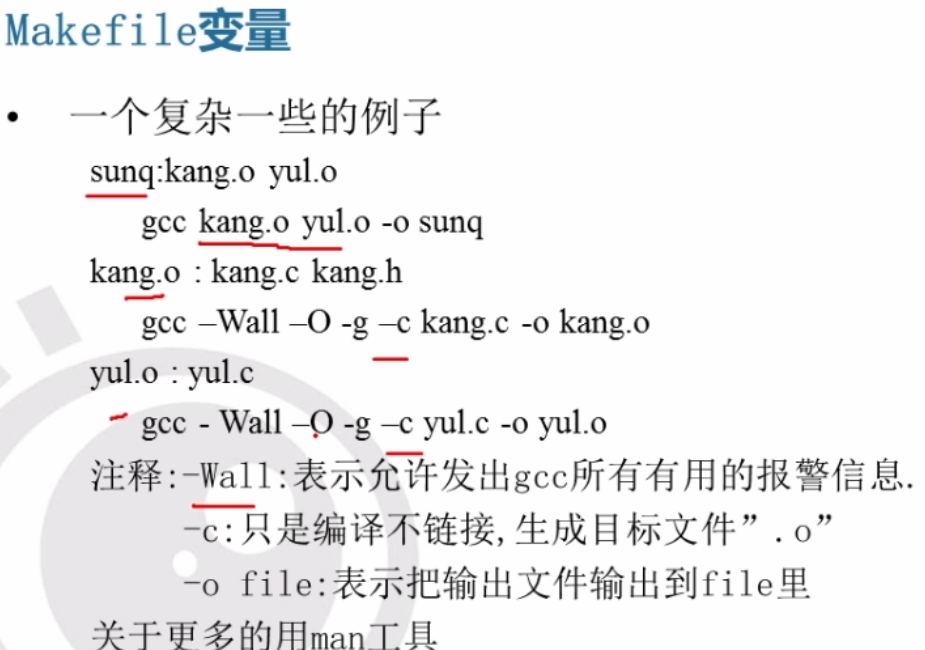 Makefile变量
• 一个复杂一些的例子
sunq:kang.o yul.o
gcc kang.o yul.o -o sunq
kang.o : kang.c kang.h
gcc –Wall –O -g –c kang.c -o kang.o
yul.o : yul.c
gcc - Wall –O -g –c yul.c -o yul.o
注释:-Wall:表示允许发出gcc所有有用的报警信息.
-c:只是编译不链接,生成目标文件”.o”
-o file:表示把输出文件输出到file里
关于更多的用man工具